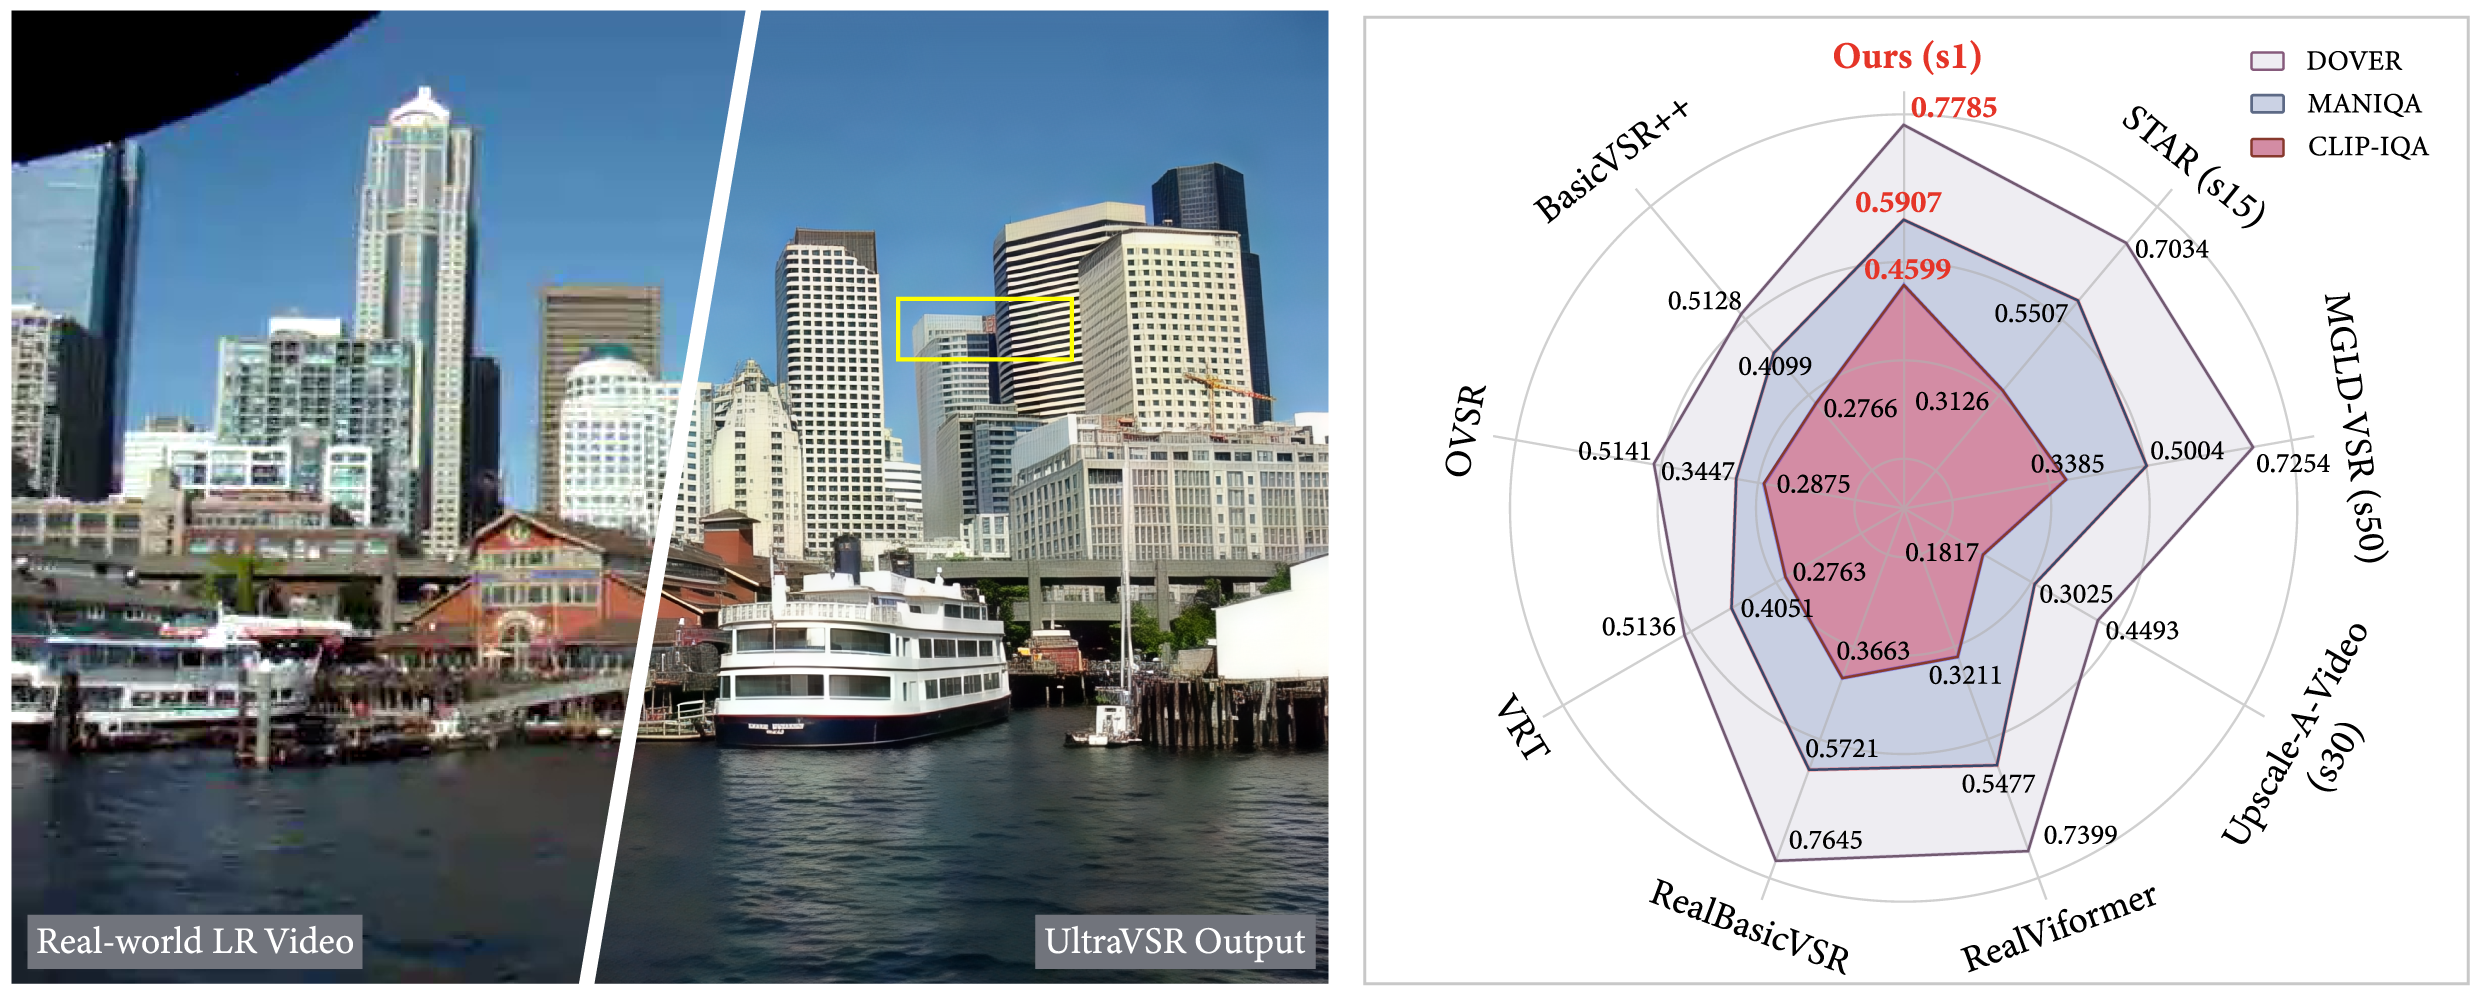 Real-world LR Video
UltraVSR Output
Ours (s1)
DOVER
MANIQA
CLIP-IQA
BasicVSR++
STAR (s15)
MGLD-VSR (s50)
Upscale-A-Video
(s30)
RealViformer
RealBasicVSR
VRT
OVSR
0.7785
0.5907
0.4599
0.7034
0.5507
0.3126
0.5128
0.4099
0.2766
0.5141
0.3447
0.2875
0.3385
0.5004
0.7254
0.1817
0.3025
0.4493
0.2763
0.4051
0.5136
0.3663
0.3211
0.5721
0.5477
0.7645
0.7399